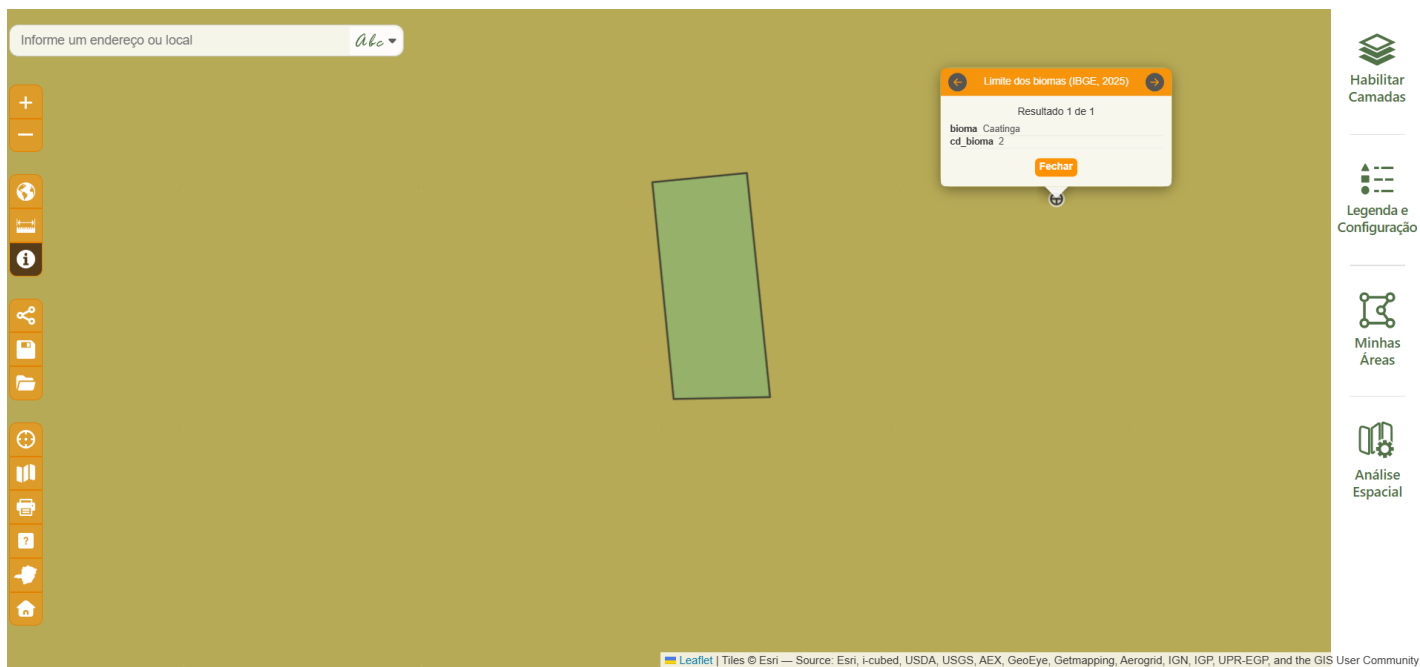 Informe um endereço ou local
Abc
Limite dos biomas (IBGE, 2025)
Resultado 1 de 1
bioma Caatinga
cd_bioma 2
Fechar
Habilitar
Camadas
Legenda e
Configuração
Minhas
Áreas
Análise
Espacial
Leaflet | Tiles © Esri — Source: Esri, i-cubed, USDA, USGS, AEX, GeoEye, Getmapping, Aerogrid, IGN, IGP, UPR-EGP, and the GIS User Community